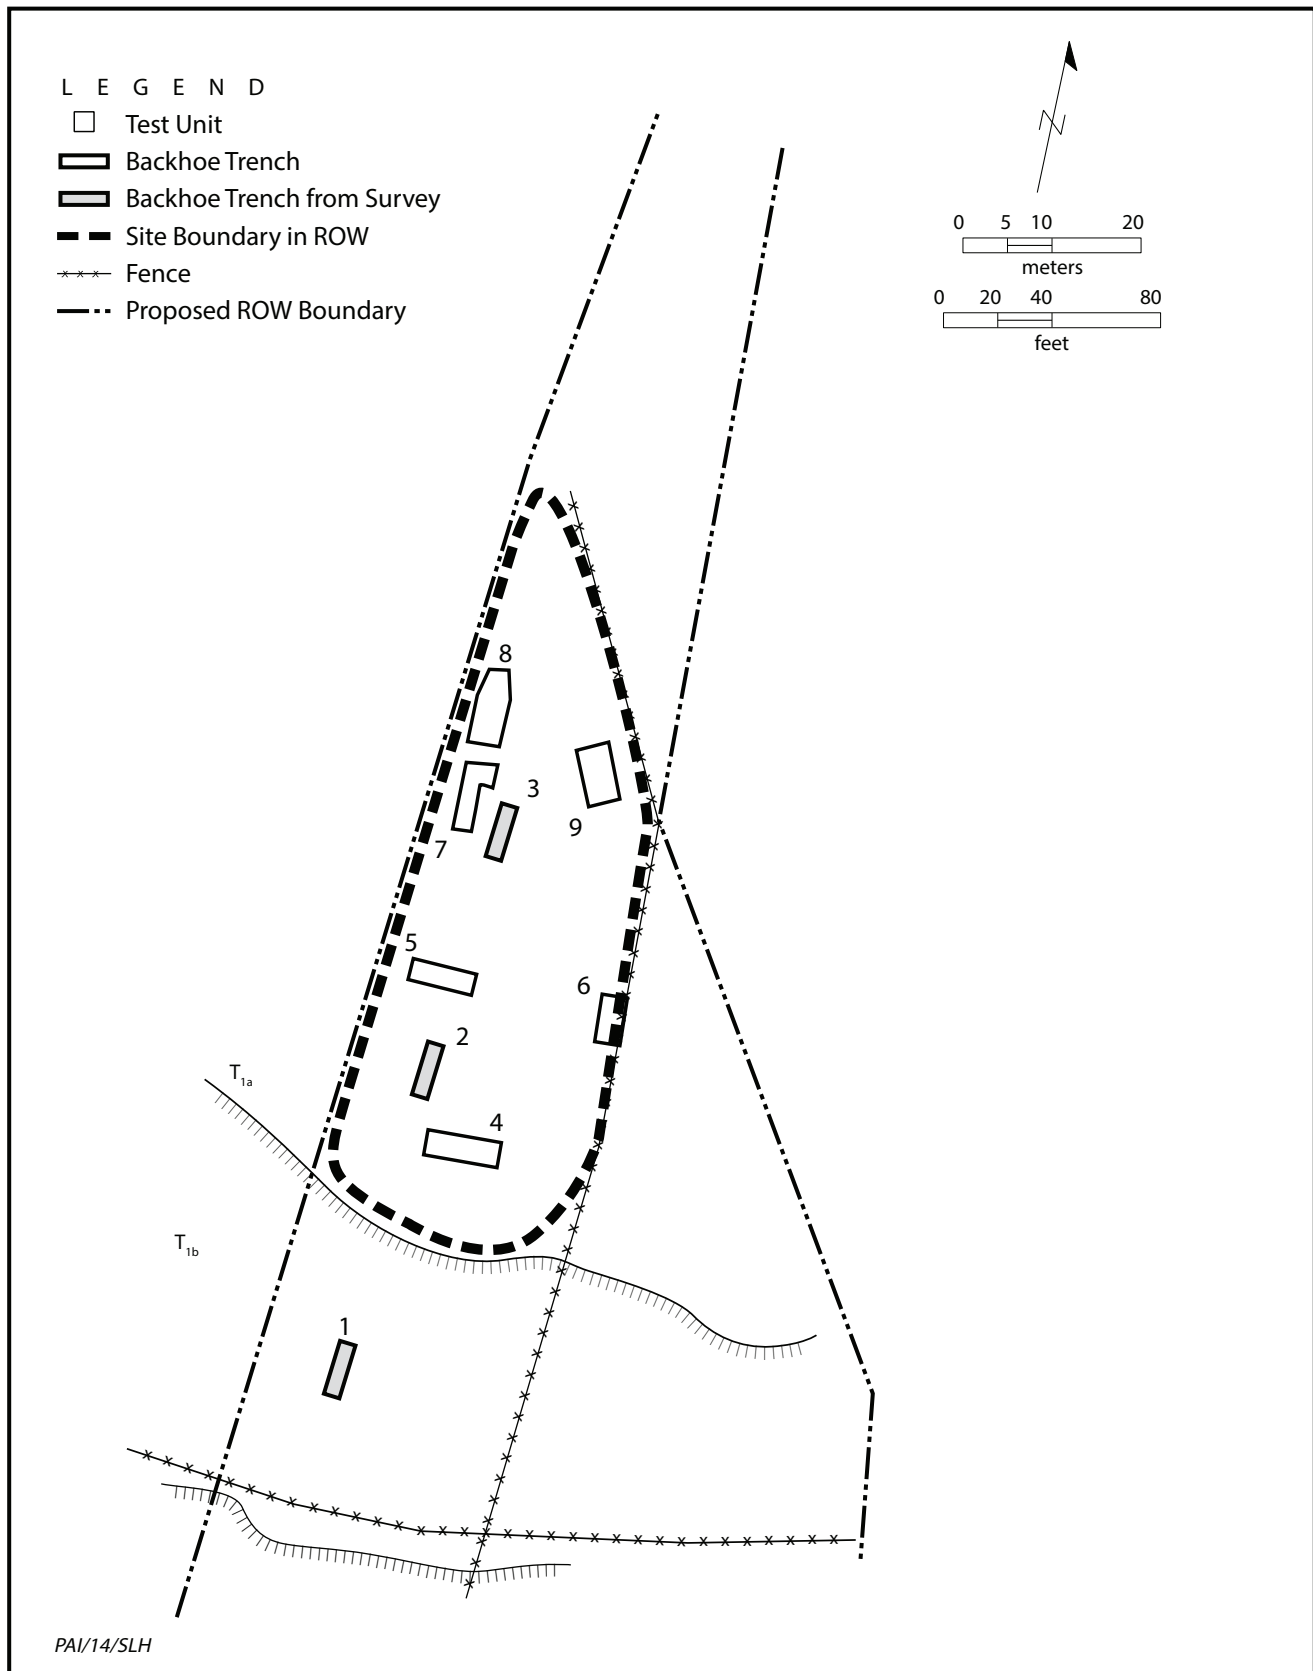 L E G E N D
Test Unit
Backhoe Trench
Backhoe Trench from Survey
Site Boundary in ROW
Fence
Proposed ROW Boundary
N
0 5 10 20
meters
0 20 40 80
feet
8
3
9
7
5
6
2
T1a
4
T1b
1
PAI/14/SLH